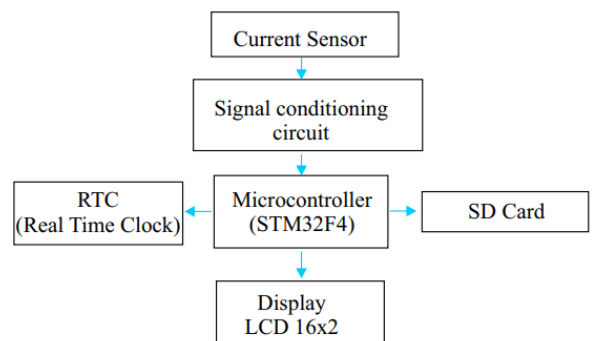 Current Sensor
Signal conditioning
circuit
RTC
(Real Time Clock)
Microcontroller
(STM32F4)
SD Card
Display
LCD 16x2